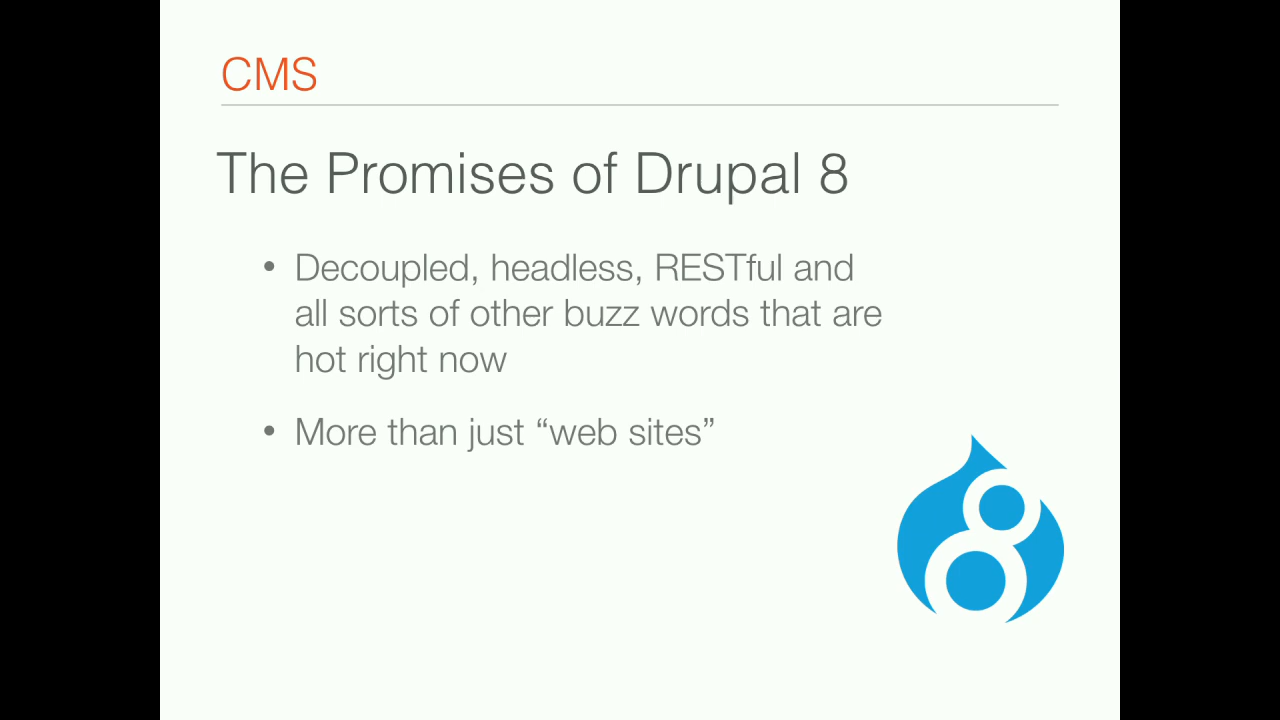 CMS
The Promises of Drupal 8
• Decoupled, headless, RESTful and
all sorts of other buzz words that are
hot right now
• More than just “web sites”
8